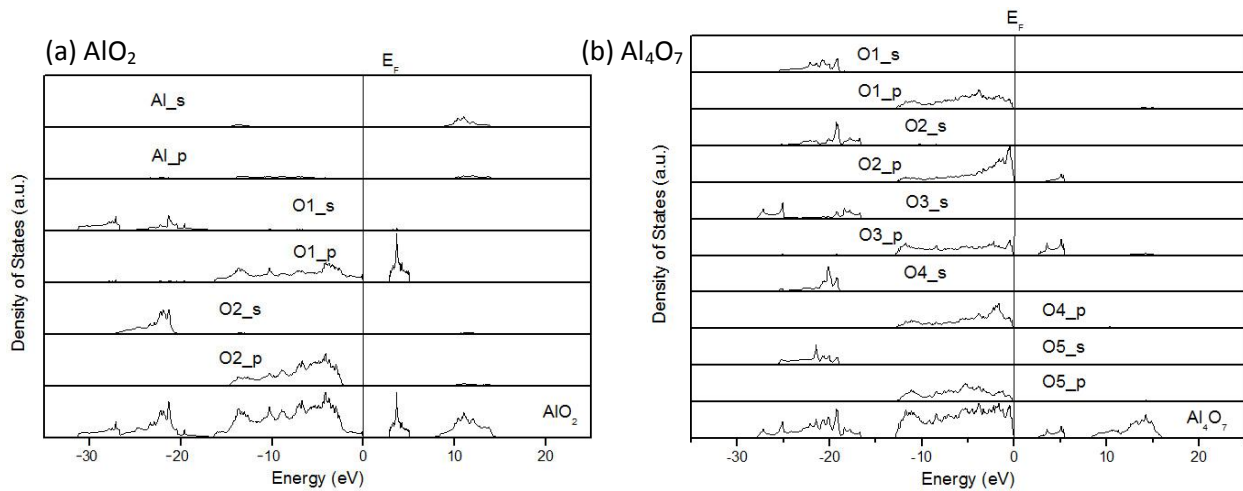 (a) AlO₂
E_F
Al_s
Al_p
O1_s
O1_p
O2_s
O2_p
AlO₂
Density of States (a.u.)
−30 −20 −10 0 10 20
Energy (eV)
(b) Al₄O₇
E_F
O1_s
O1_p
O2_s
O2_p
O3_s
O3_p
O4_s
O4_p
O5_s
O5_p
Al₄O₇
Density of States (a.u.)
−30 −20 −10 0 10 20
Energy (eV)